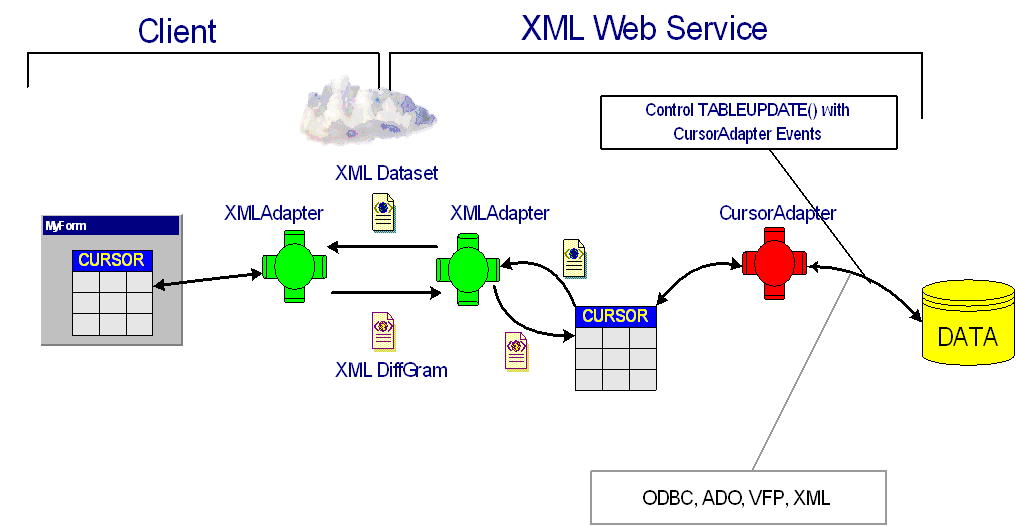 Client
XML Web Service
Control TABLEUPDATE() with
CursorAdapter Events
XML Dataset
XMLAdapter
XMLAdapter
CursorAdapter
MyForm
CURSOR
CURSOR
DATA
XML DiffGram
ODBC, ADO, VFP, XML